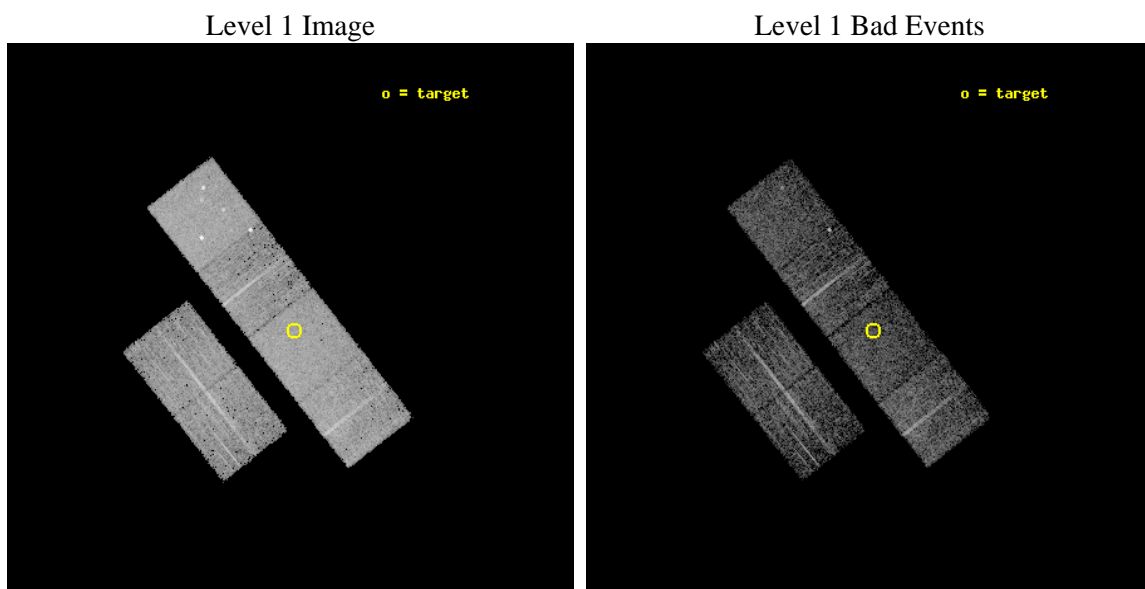 Level 1 Image
Level 1 Bad Events
o = target
o = target